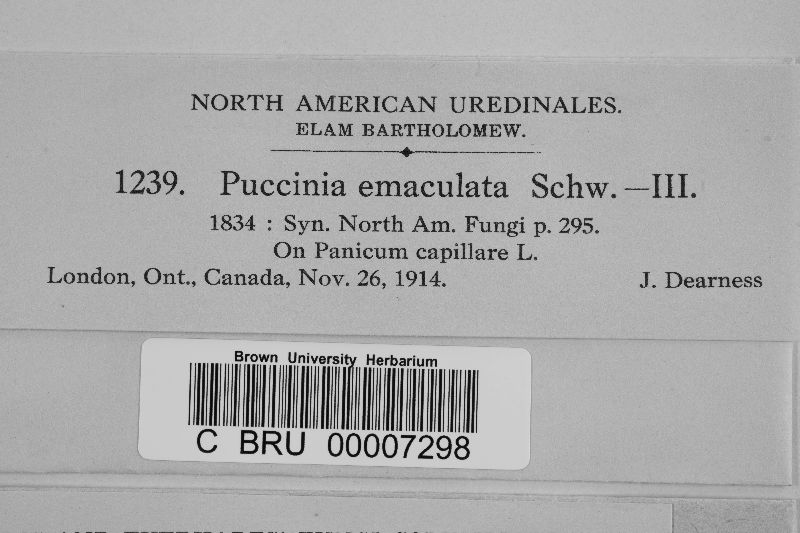 NORTH AMERICAN UREDINALES.
ELAM BARTHOLOMEW.
1239. Puccinia emaculata Schw.—III.
1834 : Syn. North Am. Fungi p. 295.
On Panicum capillare L.
London, Ont., Canada, Nov. 26, 1914. J. Dearness
Brown University Herbarium
C BRU 00007298